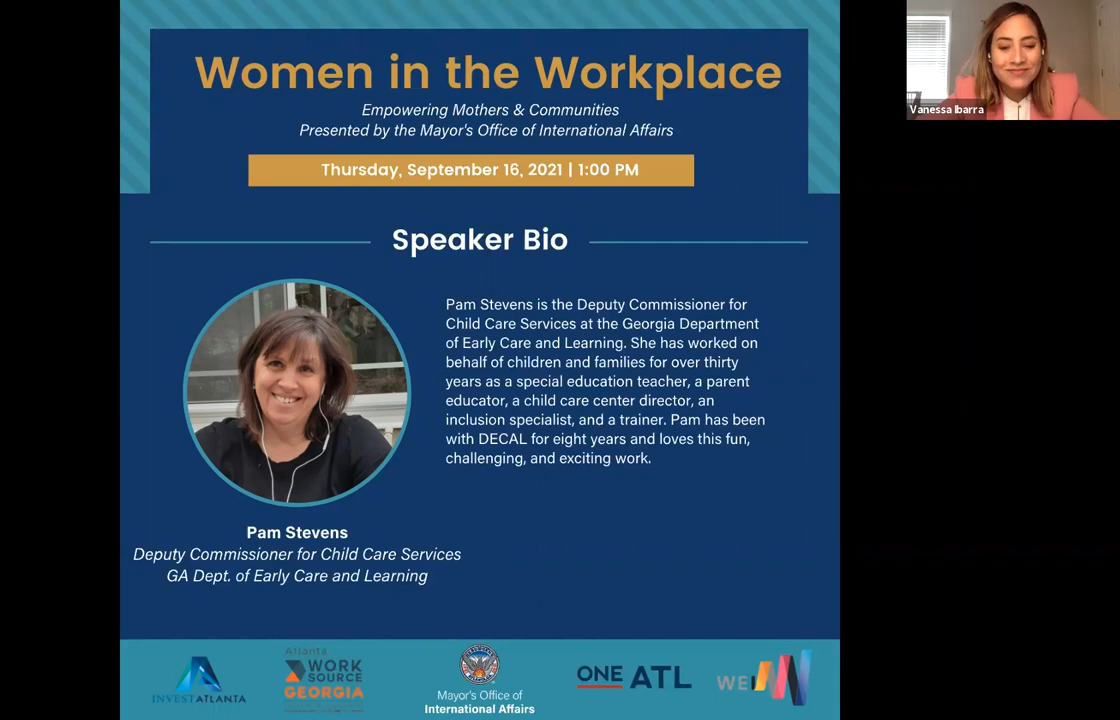 Women in the Workplace
Empowering Mothers & Communities
Presented by the Mayor's Office of International Affairs
Thursday, September 16, 2021 | 1:00 PM
Speaker Bio
Pam Stevens is the Deputy Commissioner for
Child Care Services at the Georgia Department
of Early Care and Learning. She has worked on
behalf of children and families for over thirty
years as a special education teacher, a parent
educator, a child care center director, an
inclusion specialist, and a trainer. Pam has been
with DECAL for eight years and loves this fun,
challenging, and exciting work.
Pam Stevens
Deputy Commissioner for Child Care Services
GA Dept. of Early Care and Learning
INVEST ATLANTA
Atlanta
WORK
SOURCE
GEORGIA
Mayor's Office of
International Affairs
ONE ATL
WEI
Vanessa Ibarra